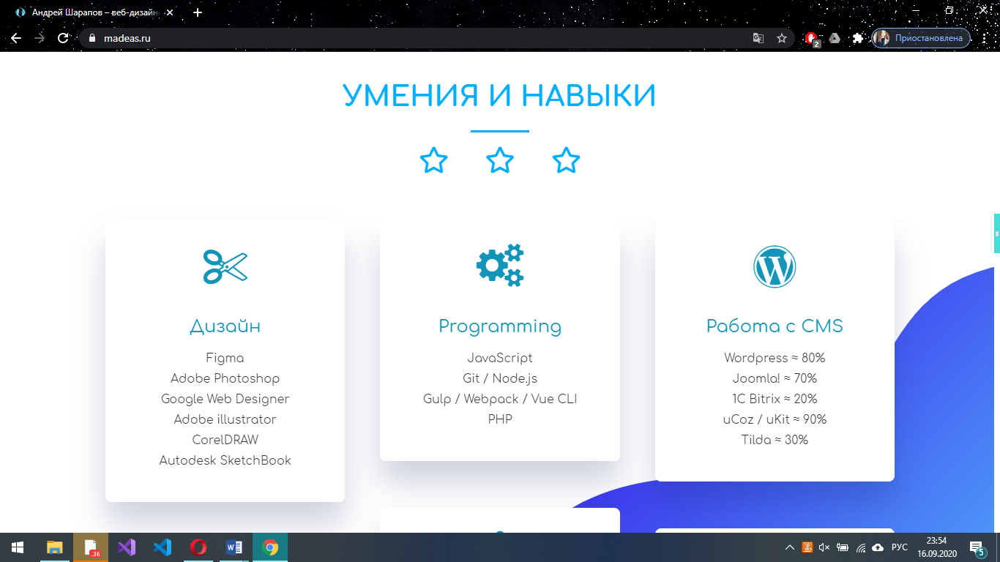 Андрей Шарапов – веб-дизайн
madeas.ru
2
Приостановлена
УМЕНИЯ И НАВЫКИ
Дизайн
Figma
Adobe Photoshop
Google Web Designer
Adobe illustrator
CorelDRAW
Autodesk SketchBook
Programming
JavaScript
Git / Node.js
Gulp / Webpack / Vue CLI
PHP
Работа с CMS
Wordpress ≈ 80%
Joomla! ≈ 70%
1C Bitrix ≈ 20%
uCoz / uKit ≈ 90%
Tilda ≈ 30%
.36
РУС
23:54
16.09.2020
5